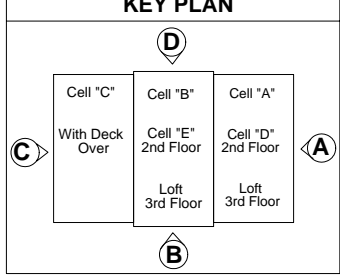 KEY PLAN
D
Cell "C"
With Deck
Over
Cell "B"
Cell "E"
2nd Floor
Loft
3rd Floor
Cell "A"
Cell "D"
2nd Floor
Loft
3rd Floor
C
A
B